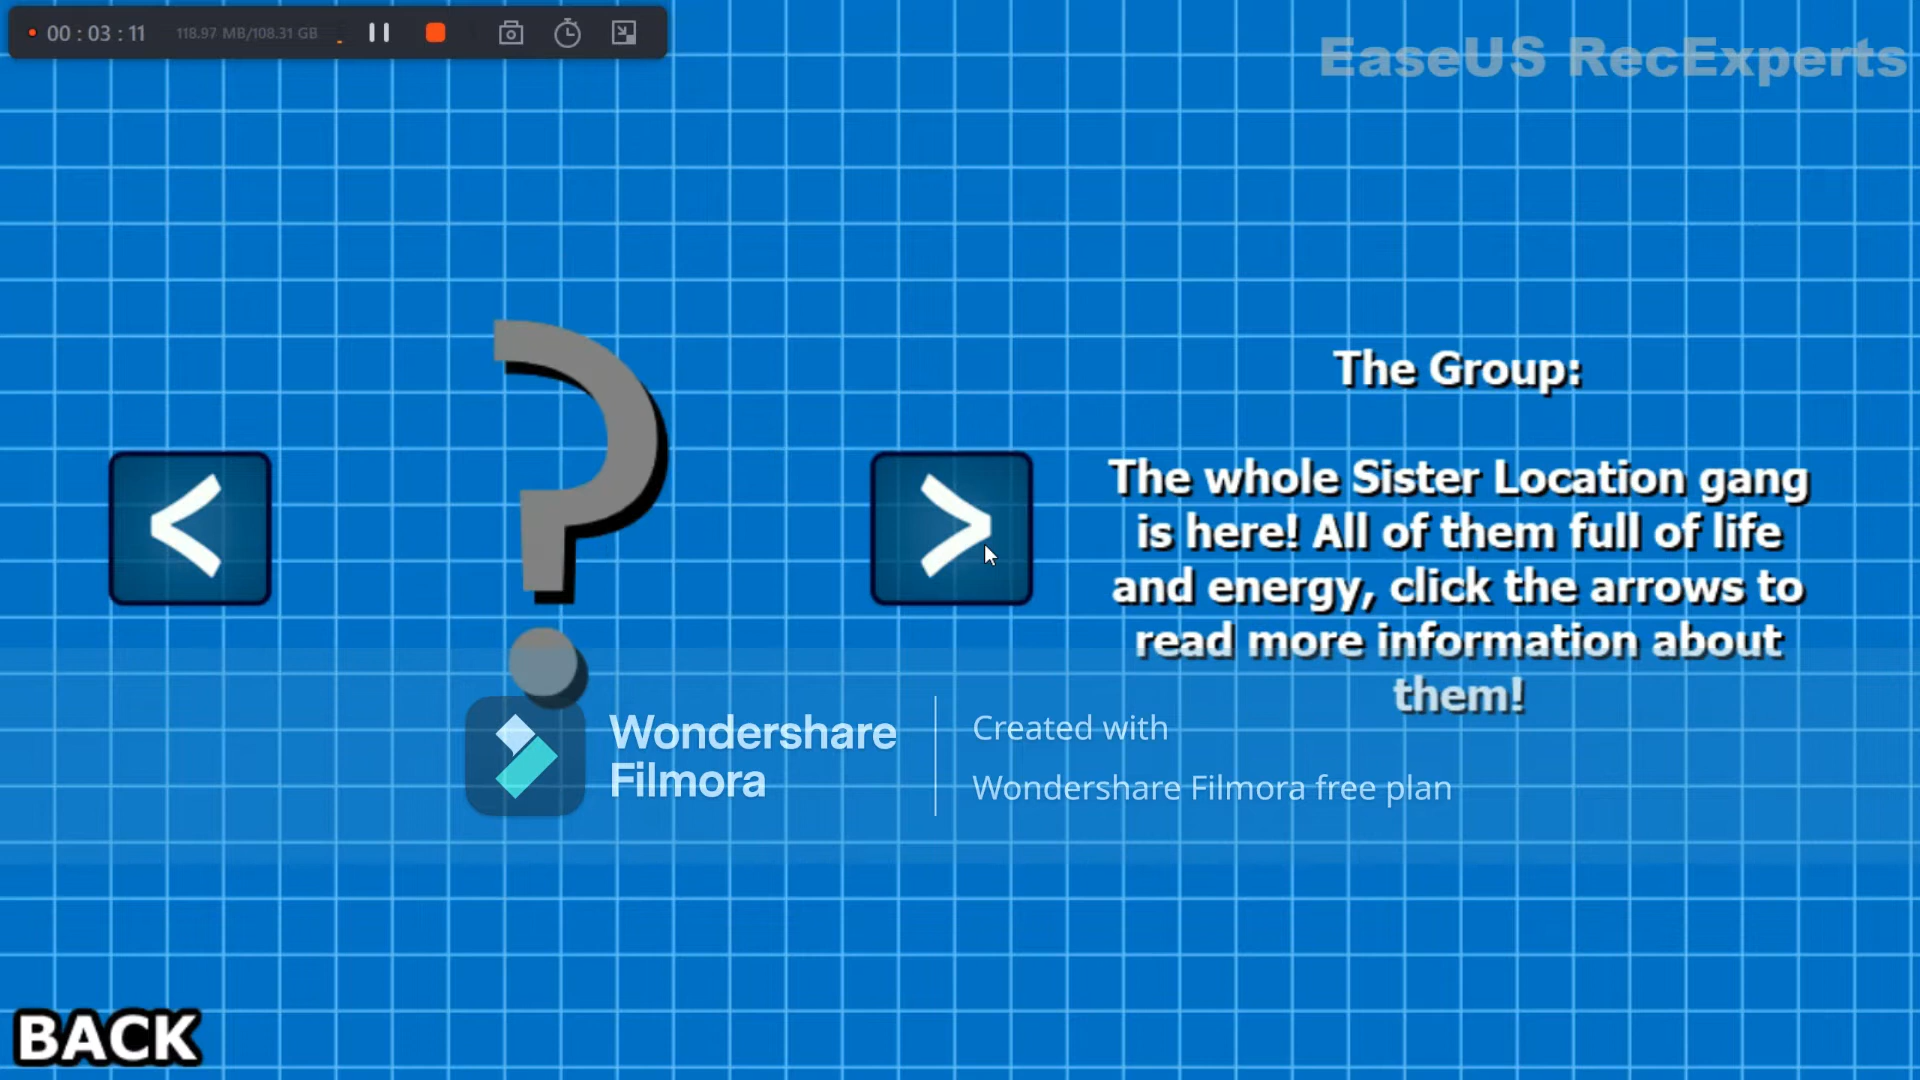 00 : 03 : 11
118.97 MB/108.31 GB
EaseUS RecExperts
?
The Group:
The whole Sister Location gang
is here! All of them full of life
and energy, click the arrows to
read more information about
them!
<
>
Wondershare
Filmora
Created with
Wondershare Filmora free plan
BACK